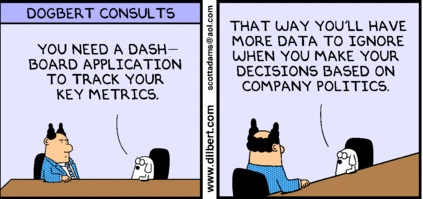 DOGBERT CONSULTS
YOU NEED A DASH-
BOARD APPLICATION
TO TRACK YOUR
KEY METRICS.
scottadams@aol.com
www.dilbert.com
THAT WAY YOU'LL HAVE
MORE DATA TO IGNORE
WHEN YOU MAKE YOUR
DECISIONS BASED ON
COMPANY POLITICS.